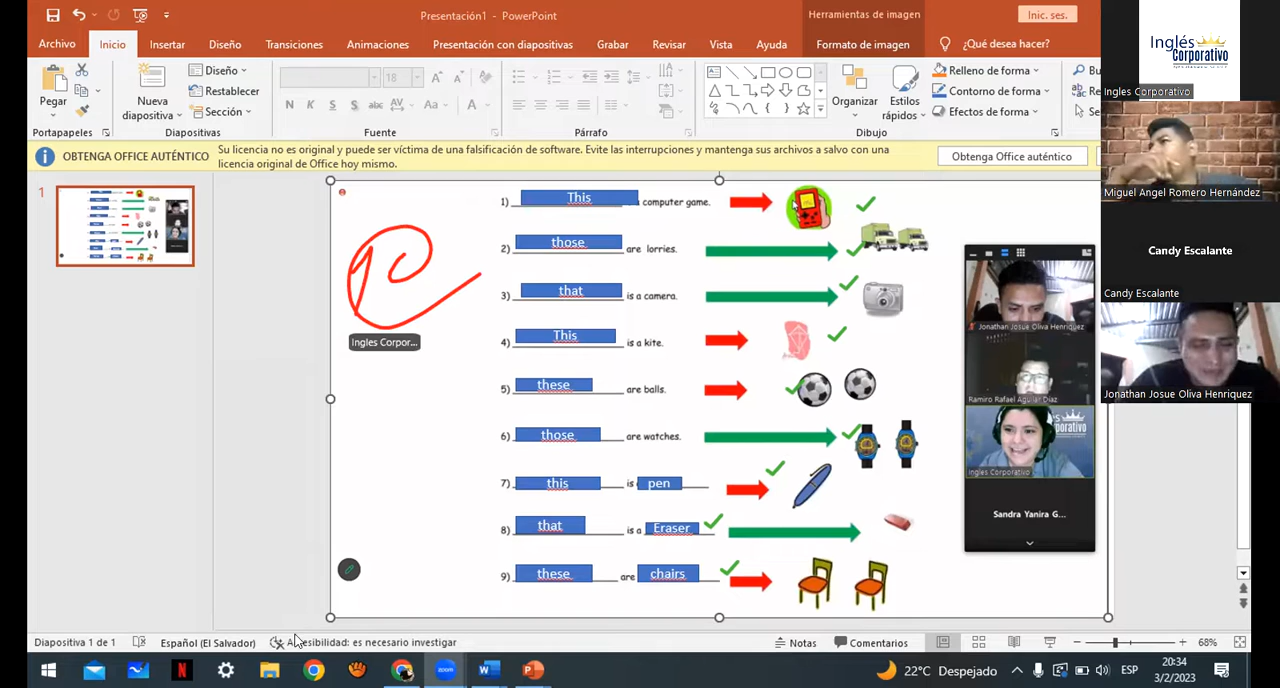 Presentación1 - PowerPoint
Herramientas de imagen
Inic. ses.
Archivo
Inicio
Insertar
Diseño
Transiciones
Animaciones
Presentación con diapositivas
Grabar
Revisar
Vista
Ayuda
Formato de imagen
¿Qué desea hacer?
Pegar
Nueva diapositiva
Diseño
Restablecer
Sección
18
N K S S abc AV Aa A
Organizar
Estilos rápidos
Relleno de forma
Contorno de forma
Efectos de forma
Portapapeles
Diapositivas
Fuente
Párrafo
Dibujo
OBTENGA OFFICE AUTÉNTICO
Su licencia no es original y puede ser víctima de una falsificación de software. Evite las interrupciones y mantenga sus archivos a salvo con una
licencia original de Office hoy mismo.
Obtenga Office auténtico
1
1) This computer game.
2) those are lorries.
3) that is a camera.
4) This is a kite.
5) these are balls.
6) those are watches.
7) this is pen
8) that is a Eraser
9) these are chairs
Ingles Corpor...
Jonathan Josue Oliva Henriquez
Ramiro Rafael Aguilar Díaz
Ingles Corporativo
Sandra Yanira G...
Inglés
Corporativo
Ingles Corporativo
Miguel Angel Romero Hernández
Candy Escalante
Candy Escalante
Jonathan Josue Oliva Henriquez
Diapositiva 1 de 1
Español (El Salvador)
Accesibilidad: es necesario investigar
Notas
Comentarios
68%
22°C Despejado
ESP
20:34
3/2/2023